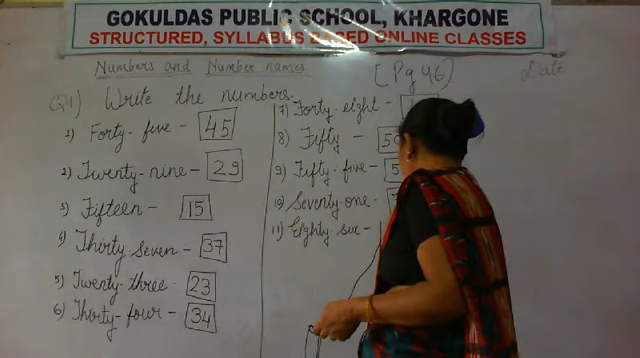 GOKULDAS PUBLIC SCHOOL, KHARGONE
STRUCTURED, SYLLABUS BASED ONLINE CLASSES
Numbers and Number names
[Pg 46)
Date
Q1) Write the numbers.
1) Forty-five - 45
2) Twenty-nine - 29
3) Fifteen - 15
4) Thirty-seven - 37
5) Twenty-three - 23
6) Thirty-four - 34
7) Forty-eight -
8) Fifty - 50
9) Fifty-five - 5
10) Seventy one -
11) Eighty six -